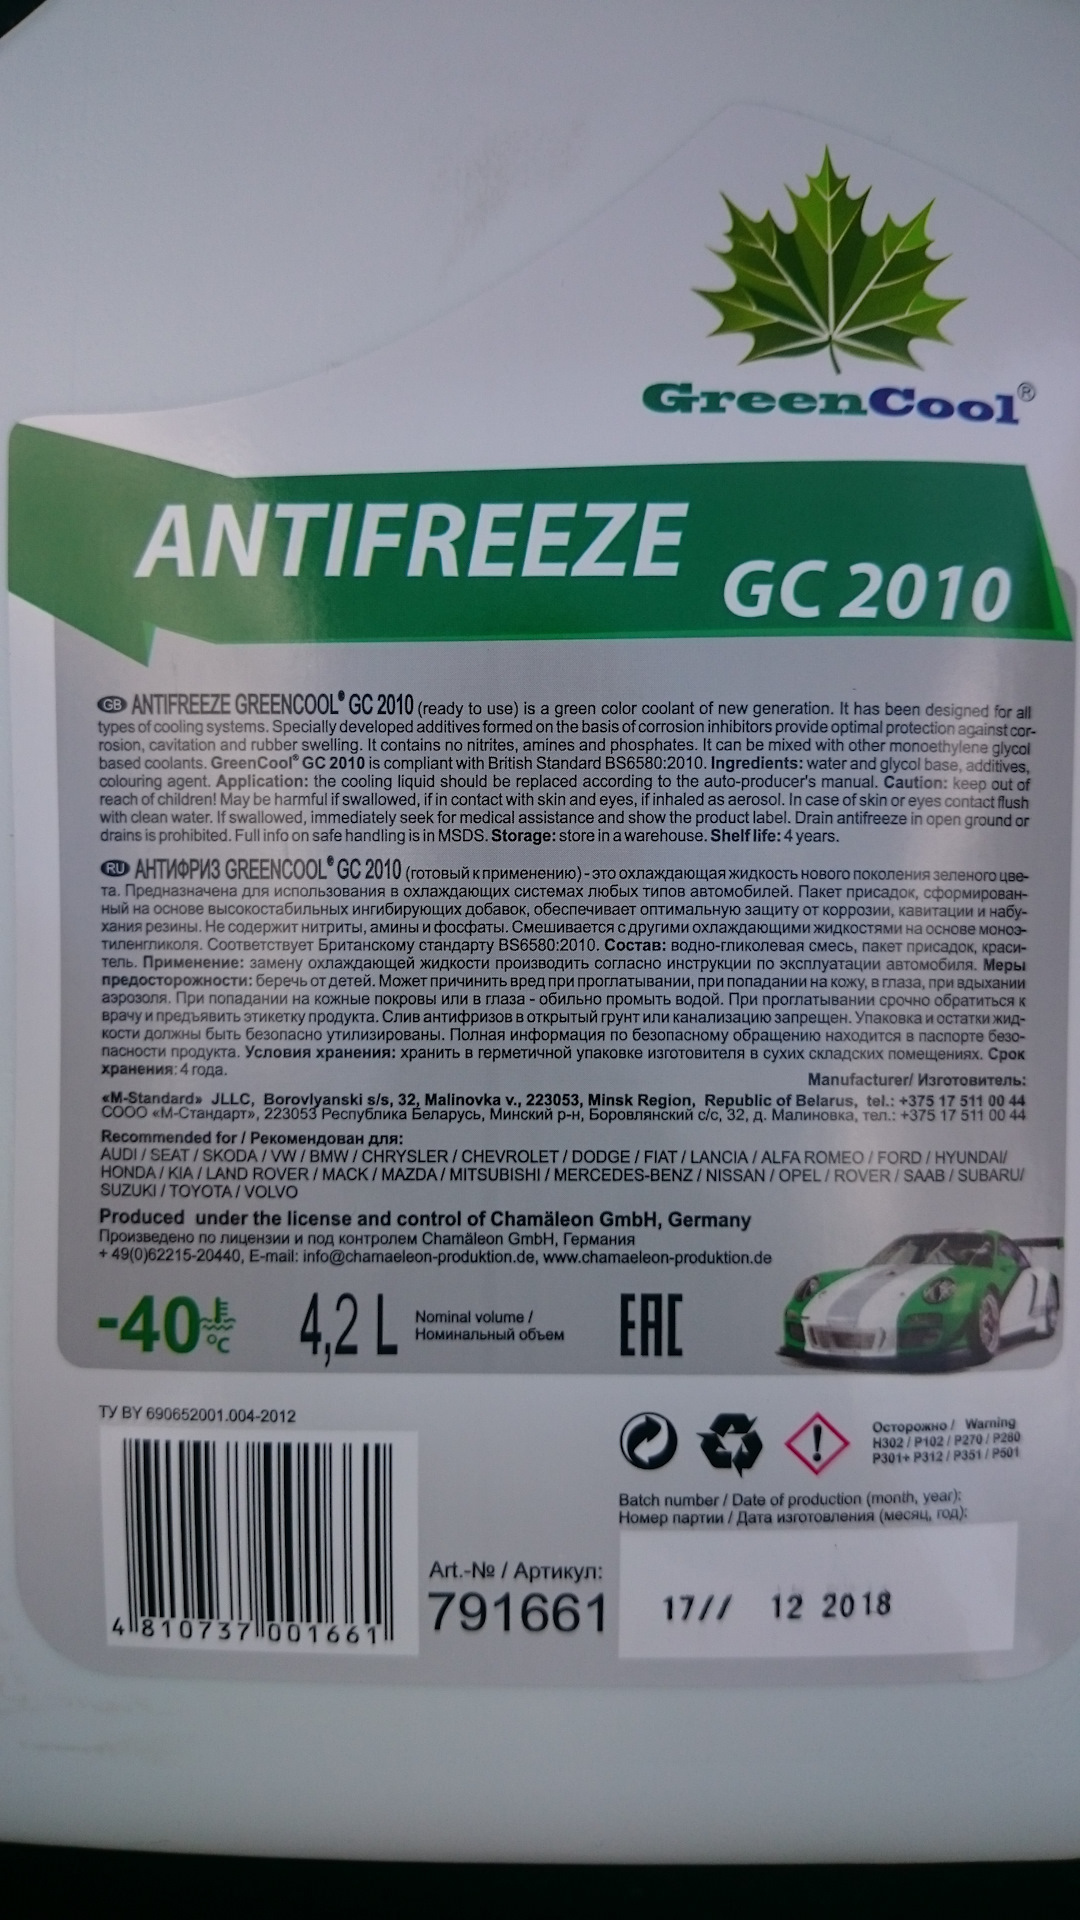 GreenCool®
ANTIFREEZE
GC 2010
GB ANTIFREEZE GREENCOOL® GC 2010 (ready to use) is a green color coolant of new generation. It has been designed for all
types of cooling systems. Specially developed additives formed on the basis of corrosion inhibitors provide optimal protection against cor-
rosion, cavitation and rubber swelling. It contains no nitrites, amines and phosphates. It can be mixed with other monoethylene glycol
based coolants. GreenCool® GC 2010 is compliant with British Standard BS6580:2010. Ingredients: water and glycol base, additives,
colouring agent. Application: the cooling liquid should be replaced according to the auto-producer's manual. Caution: keep out of
reach of children! May be harmful if swallowed, if in contact with skin and eyes, if inhaled as aerosol. In case of skin or eyes contact flush
with clean water. If swallowed, immediately seek for medical assistance and show the product label. Drain antifreeze in open ground or
drains is prohibited. Full info on safe handling is in MSDS. Storage: store in a warehouse. Shelf life: 4 years.
RU АНТИФРИЗ GREENCOOL® GC 2010 (готовый к применению) - это охлаждающая жидкость нового поколения зеленого цве-
та. Предназначена для использования в охлаждающих системах любых типов автомобилей. Пакет присадок, сформирован-
ный на основе высокостабильных ингибирующих добавок, обеспечивает оптимальную защиту от коррозии, кавитации и набу-
хания резины. Не содержит нитриты, амины и фосфаты. Смешивается с другими охлаждающими жидкостями на основе моноэ-
тиленгликоля. Соответствует Британскому стандарту BS6580:2010. Состав: водно-гликолевая смесь, пакет присадок, краси-
тель. Применение: замену охлаждающей жидкости производить согласно инструкции по эксплуатации автомобиля. Меры
предосторожности: беречь от детей. Может причинить вред при проглатывании, при попадании на кожу, в глаза, при вдыхании
аэрозоля. При попадании на кожные покровы или в глаза - обильно промыть водой. При проглатывании срочно обратиться к
врачу и предъявить этикетку продукта. Слив антифризов в открытый грунт или канализацию запрещен. Упаковка и остатки жид-
кости должны быть безопасно утилизированы. Полная информация по безопасному обращению находится в паспорте безо-
пасности продукта. Условия хранения: хранить в герметичной упаковке изготовителя в сухих складских помещениях. Срок
хранения: 4 года.
Manufacturer/ Изготовитель:
«M-Standard» JLLC, Borovlyanski s/s, 32, Malinovka v., 223053, Minsk Region, Republic of Belarus, tel.: +375 17 511 00 44
СООО «М-Стандарт», 223053 Республика Беларусь, Минский р-н, Боровлянский с/с, 32, д. Малиновка, тел.: +375 17 511 00 44
Recommended for / Рекомендован для:
AUDI / SEAT / SKODA / VW / BMW / CHRYSLER / CHEVROLET / DODGE / FIAT / LANCIA / ALFA ROMEO / FORD / HYUNDAI/
HONDA / KIA / LAND ROVER / MACK / MAZDA / MITSUBISHI / MERCEDES-BENZ / NISSAN / OPEL / ROVER / SAAB / SUBARU/
SUZUKI / TOYOTA / VOLVO
Produced under the license and control of Chamäleon GmbH, Germany
Произведено по лицензии и под контролем Chamäleon GmbH, Германия
+ 49(0)62215-20440, E-mail: info@chamaeleon-produktion.de, www.chamaeleon-produktion.de
-40 °C
4,2 L
Nominal volume /
Номинальный объем
EAC
ТУ BY 690652001.004-2012
Осторожно / Warning
H302 / P102 / P270 / P280
P301+ P312 / P351 / P501
Batch number / Date of production (month, year):
Номер партии / Дата изготовления (месяц, год):
Art.-№ / Артикул:
791661
17// 12 2018
4 810737 001661